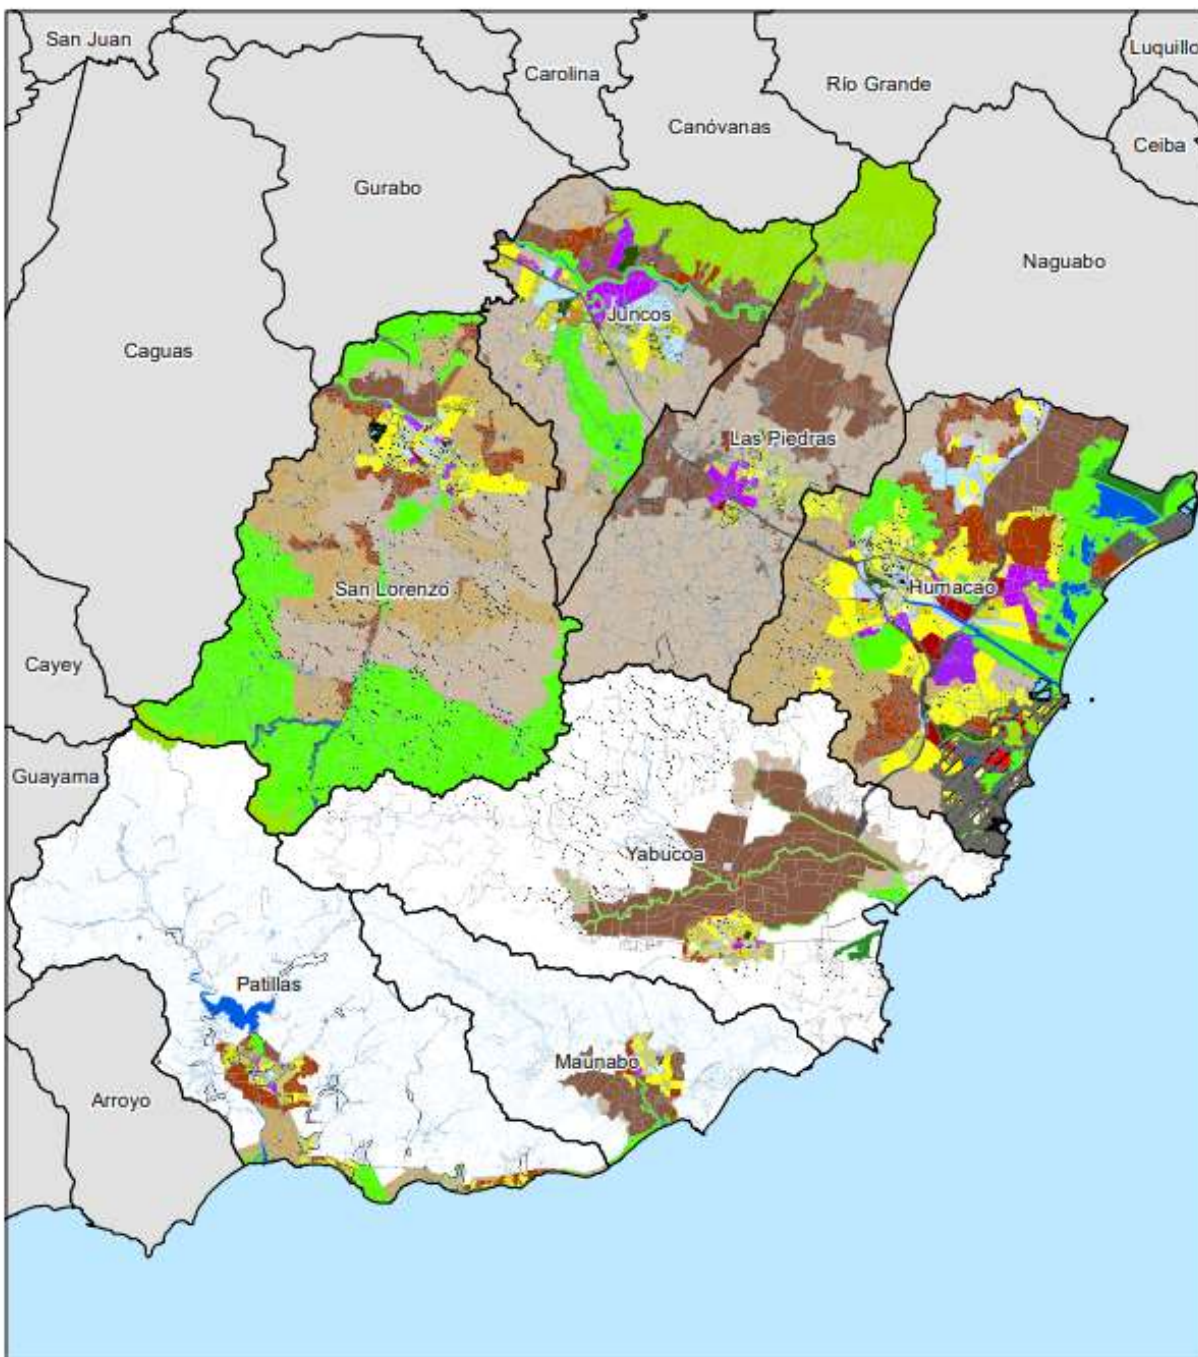 San Juan
Luquillo
Carolina
Río Grande
Canóvanas
Ceiba
Gurabo
Naguabo
Juncos
Caguas
Las Piedras
San Lorenzo
Humacao
Cayey
Guayama
Yabucoa
Patillas
Maunabo
Arroyo